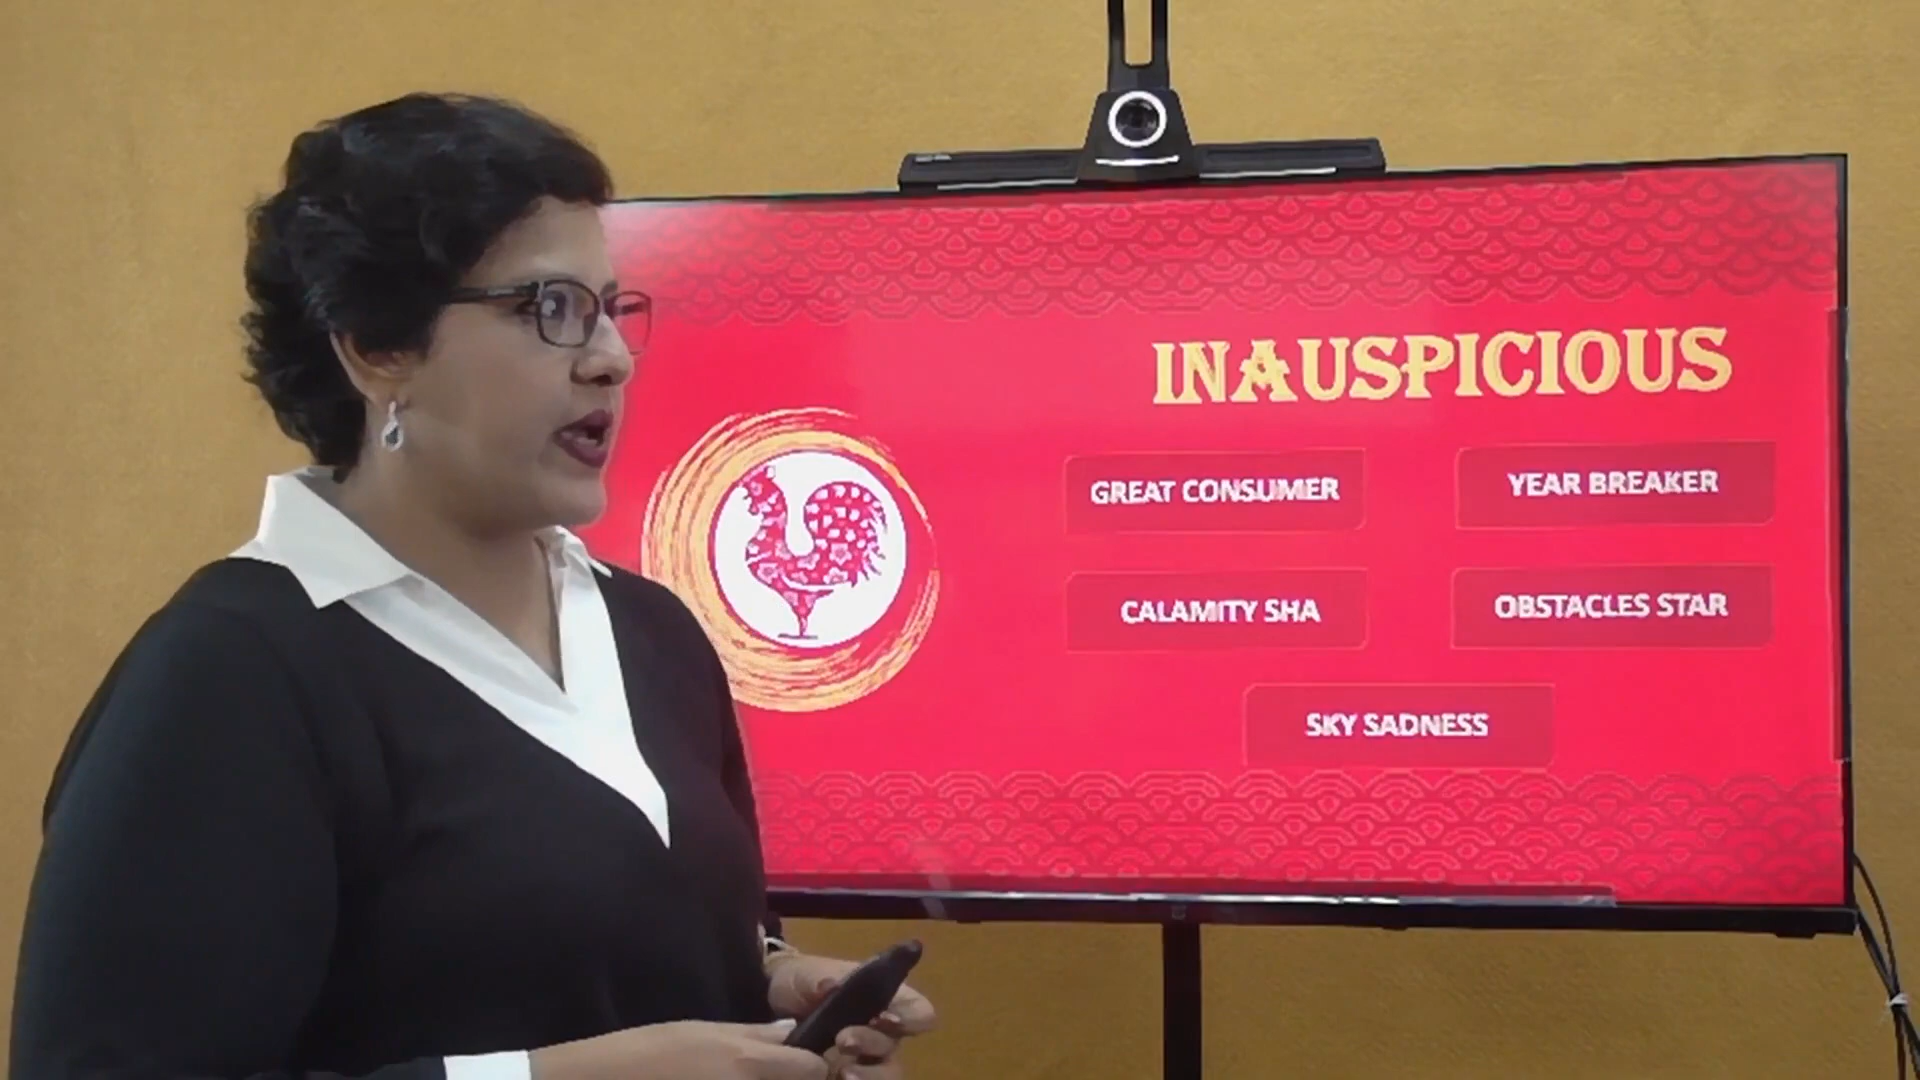 INAUSPICIOUS
GREAT CONSUMER
YEAR BREAKER
CALAMITY SHA
OBSTACLES STAR
SKY SADNESS